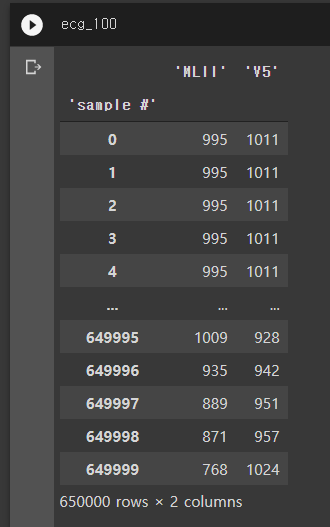 ecg_100
'MLII' 'V5'
'sample #'
0 995 1011
1 995 1011
2 995 1011
3 995 1011
4 995 1011
... ... ...
649995 1009 928
649996 935 942
649997 889 951
649998 871 957
649999 768 1024
650000 rows × 2 columns